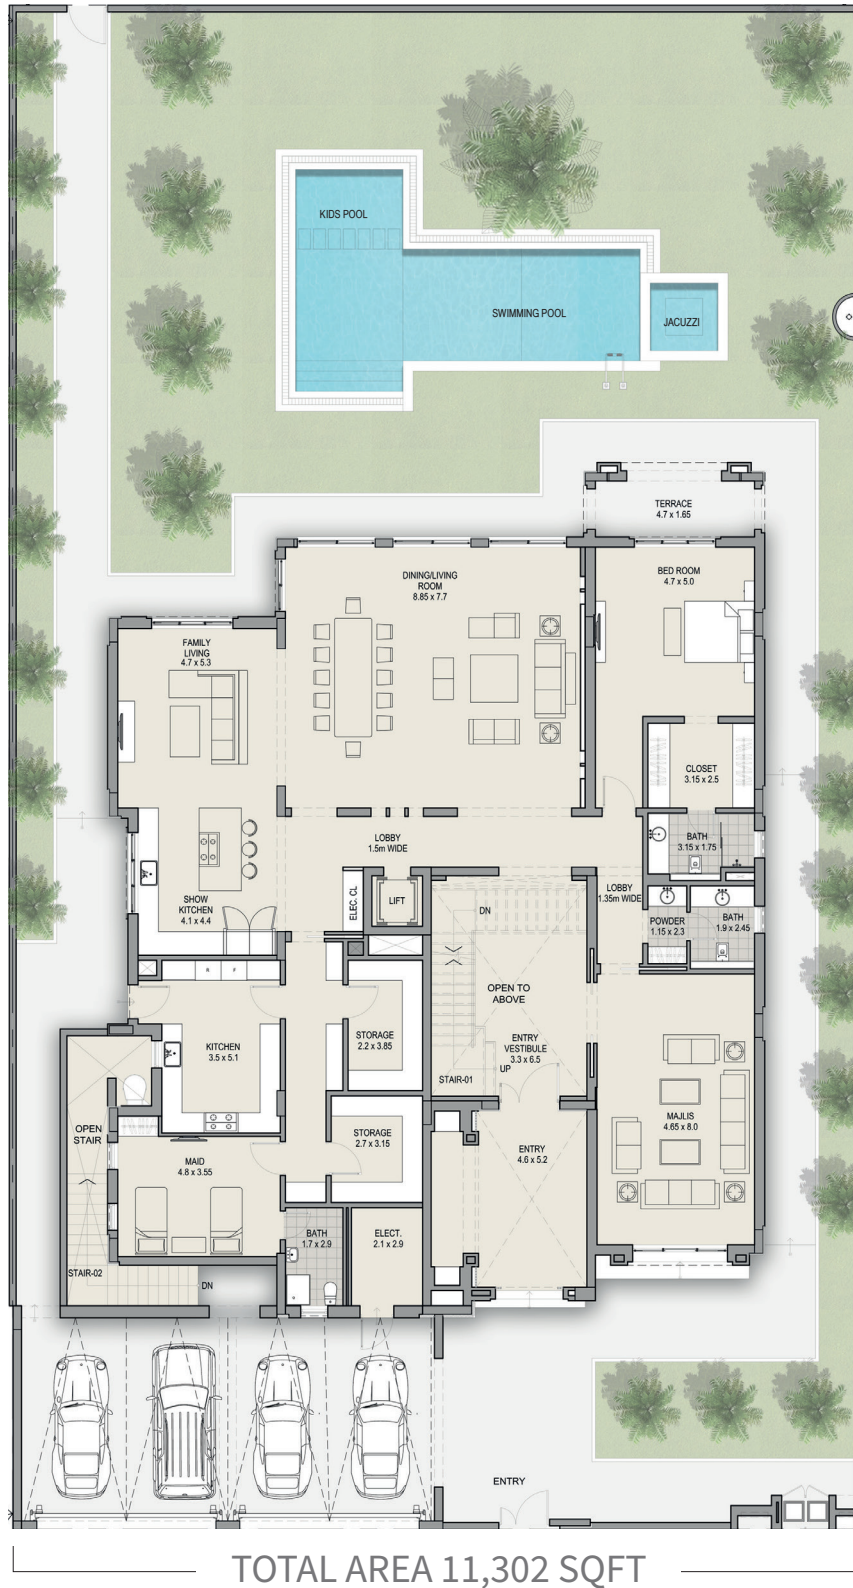 KIDS POOL
SWIMMING POOL
JACUZZI
TERRACE
4.7 x 1.65
DINING/LIVING
ROOM
8.85 x 7.7
BED ROOM
4.7 x 5.0
FAMILY
LIVING
4.7 x 5.3
CLOSET
3.15 x 2.5
LOBBY
1.5m WIDE
BATH
3.15 x 1.75
SHOW
KITCHEN
4.1 x 4.4
ELEC. CL
LIFT
DN
LOBBY
1.35m WIDE
POWDER
1.15 x 2.3
BATH
1.9 x 2.45
R
F
OPEN TO
ABOVE
KITCHEN
3.5 x 5.1
STORAGE
2.2 x 3.85
ENTRY
VESTIBULE
3.3 x 6.5
UP
STAIR-01
OPEN
STAIR
STORAGE
2.7 x 3.15
MAJLIS
4.65 x 8.0
MAID
4.8 x 3.55
ENTRY
4.6 x 5.2
BATH
1.7 x 2.9
ELECT.
2.1 x 2.9
STAIR-02
DN
ENTRY
TOTAL AREA 11,302 SQFT